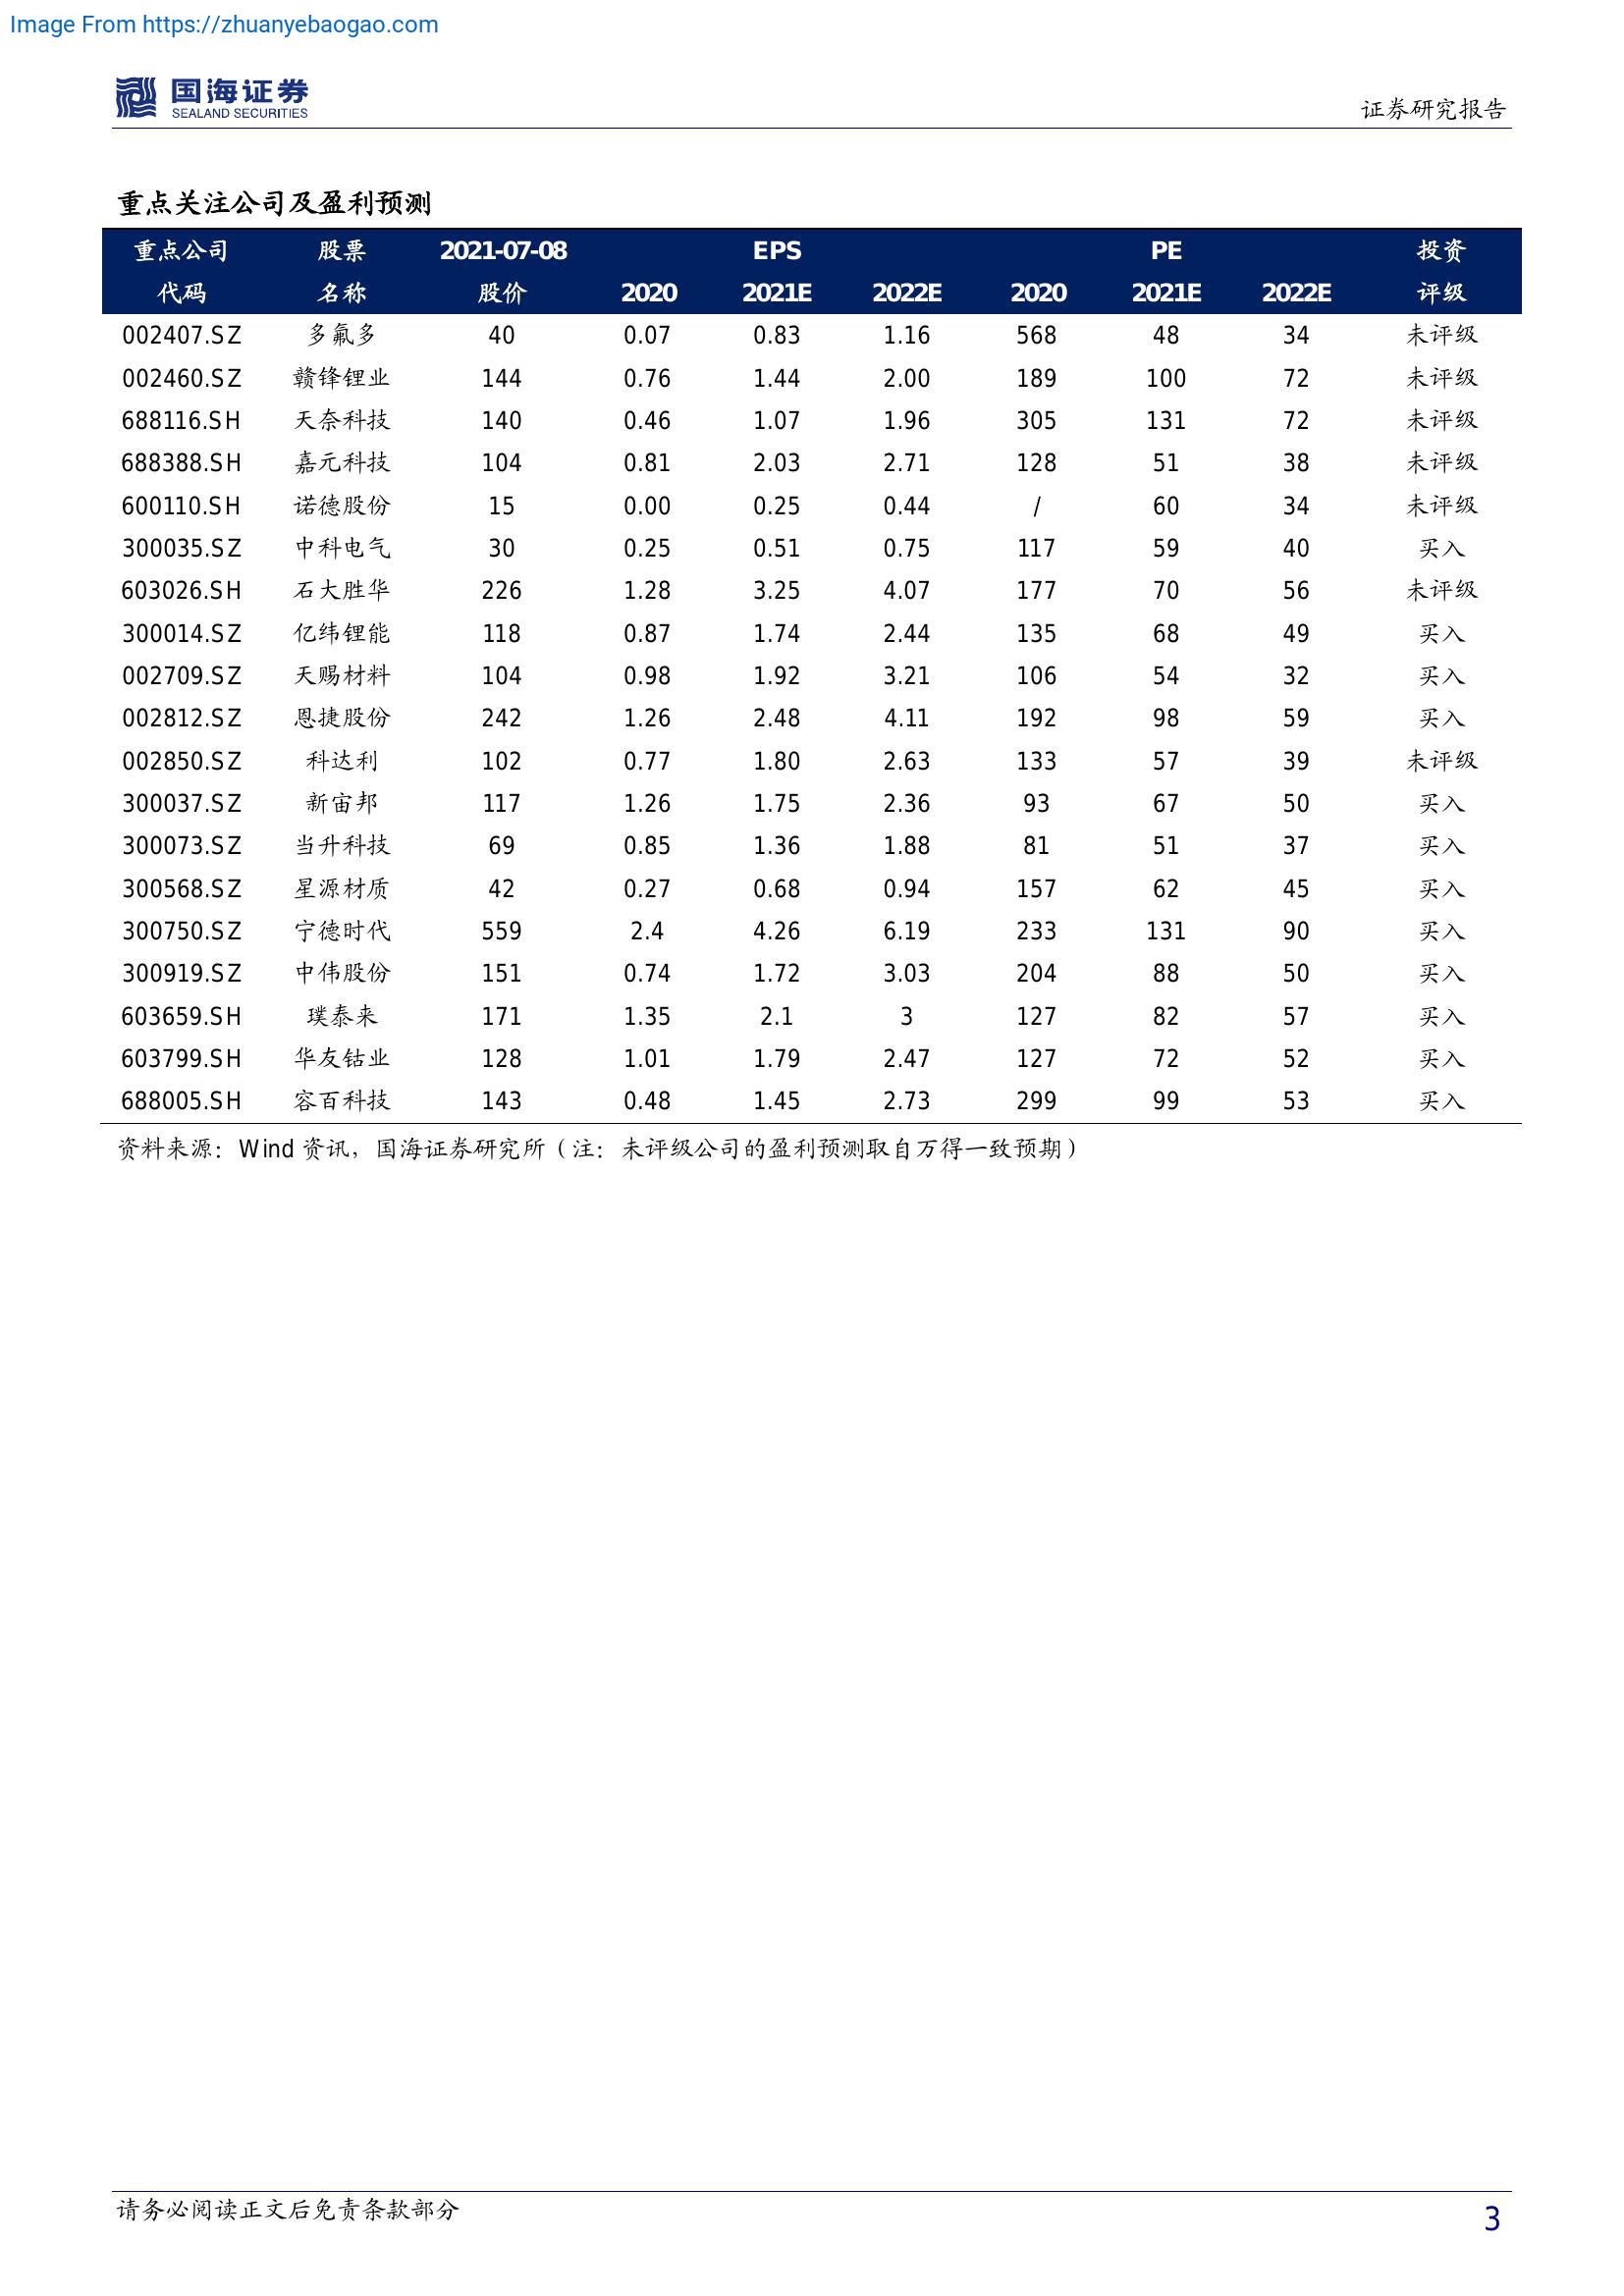 Image From https://zhuanyebaogao.com
国海证券
SEALAND SECURITIES
证券研究报告
重点关注公司及盈利预测
重点公司 股票 2021-07-08 EPS PE 投资
代码 名称 股价 2020 2021E 2022E 2020 2021E 2022E 评级
002407.SZ 多氟多 40 0.07 0.83 1.16 568 48 34 未评级
002460.SZ 赣锋锂业 144 0.76 1.44 2.00 189 100 72 未评级
688116.SH 天奈科技 140 0.46 1.07 1.96 305 131 72 未评级
688388.SH 嘉元科技 104 0.81 2.03 2.71 128 51 38 未评级
600110.SH 诺德股份 15 0.00 0.25 0.44 / 60 34 未评级
300035.SZ 中科电气 30 0.25 0.51 0.75 117 59 40 买入
603026.SH 石大胜华 226 1.28 3.25 4.07 177 70 56 未评级
300014.SZ 亿纬锂能 118 0.87 1.74 2.44 135 68 49 买入
002709.SZ 天赐材料 104 0.98 1.92 3.21 106 54 32 买入
002812.SZ 恩捷股份 242 1.26 2.48 4.11 192 98 59 买入
002850.SZ 科达利 102 0.77 1.80 2.63 133 57 39 未评级
300037.SZ 新宙邦 117 1.26 1.75 2.36 93 67 50 买入
300073.SZ 当升科技 69 0.85 1.36 1.88 81 51 37 买入
300568.SZ 星源材质 42 0.27 0.68 0.94 157 62 45 买入
300750.SZ 宁德时代 559 2.4 4.26 6.19 233 131 90 买入
300919.SZ 中伟股份 151 0.74 1.72 3.03 204 88 50 买入
603659.SH 璞泰来 171 1.35 2.1 3 127 82 57 买入
603799.SH 华友钴业 128 1.01 1.79 2.47 127 72 52 买入
688005.SH 容百科技 143 0.48 1.45 2.73 299 99 53 买入
资料来源：Wind 资讯，国海证券研究所（注：未评级公司的盈利预测取自万得一致预期）
请务必阅读正文后免责条款部分
3